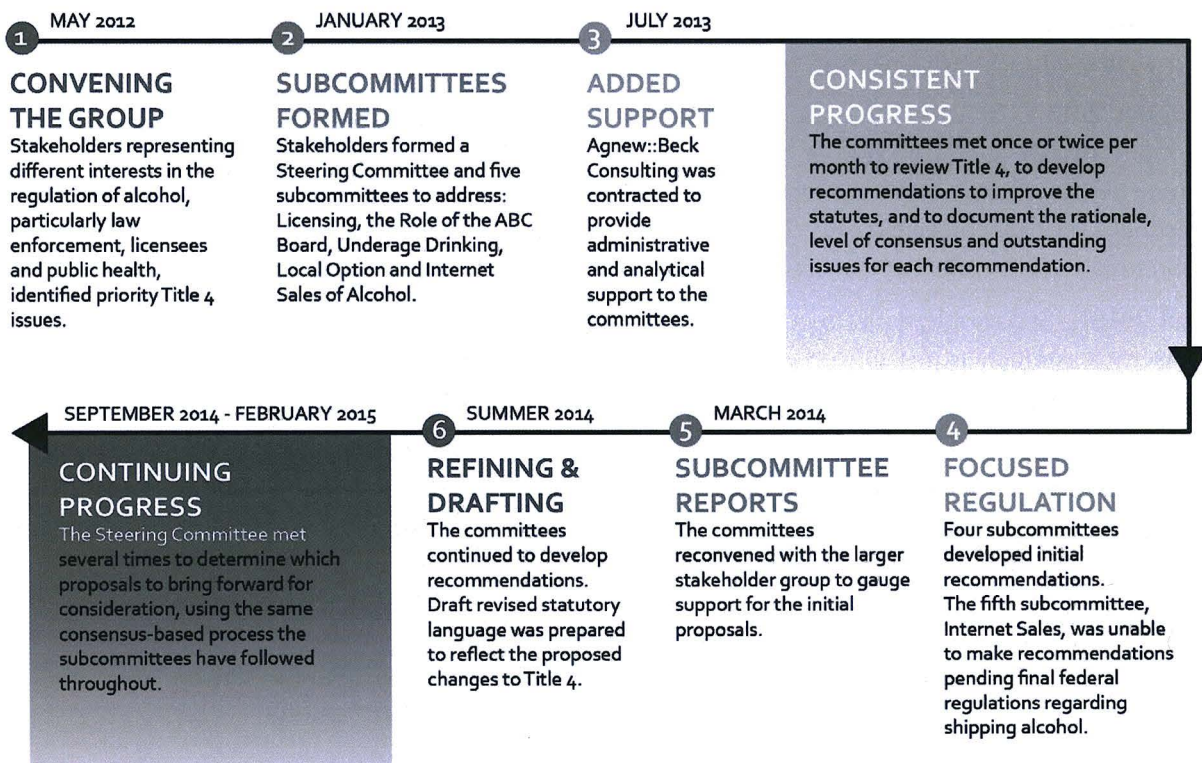 1
MAY 2012
CONVENING
THE GROUP
Stakeholders representing
different interests in the
regulation of alcohol,
particularly law
enforcement, licensees
and public health,
identified priority Title 4
issues.
2
JANUARY 2013
SUBCOMMITTEES
FORMED
Stakeholders formed a
Steering Committee and five
subcommittees to address:
Licensing, the Role of the ABC
Board, Underage Drinking,
Local Option and Internet
Sales of Alcohol.
3
JULY 2013
ADDED
SUPPORT
Agnew::Beck
Consulting was
contracted to
provide
administrative
and analytical
support to the
committees.
CONSISTENT
PROGRESS
The committees met once or twice per
month to review Title 4, to develop
recommendations to improve the
statutes, and to document the rationale,
level of consensus and outstanding
issues for each recommendation.
4
FOCUSED
REGULATION
Four subcommittees
developed initial
recommendations.
The fifth subcommittee,
Internet Sales, was unable
to make recommendations
pending final federal
regulations regarding
shipping alcohol.
5
MARCH 2014
SUBCOMMITTEE
REPORTS
The committees
reconvened with the larger
stakeholder group to gauge
support for the initial
proposals.
6
SUMMER 2014
REFINING &
DRAFTING
The committees
continued to develop
recommendations.
Draft revised statutory
language was prepared
to reflect the proposed
changes to Title 4.
SEPTEMBER 2014 - FEBRUARY 2015
CONTINUING
PROGRESS
The Steering Committee met
several times to determine which
proposals to bring forward for
consideration, using the same
consensus-based process the
subcommittees have followed
throughout.